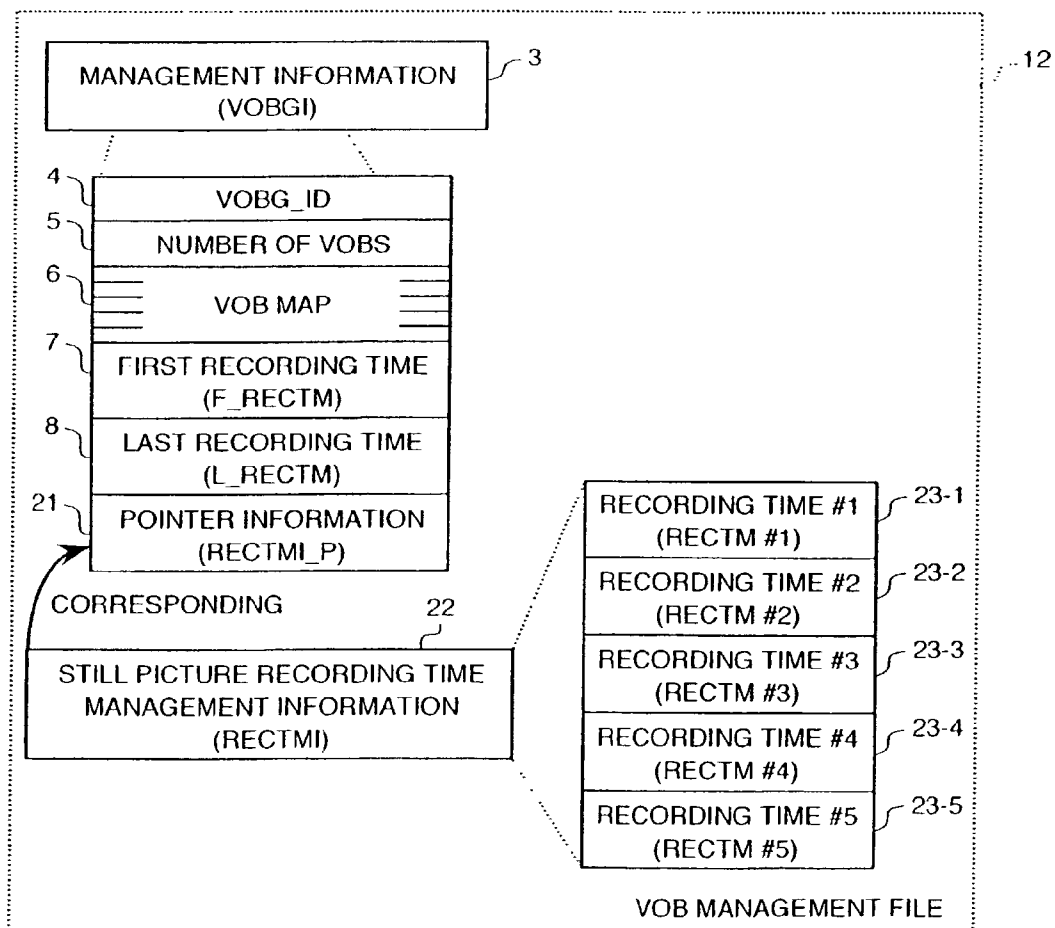 MANAGEMENT INFORMATION
(VOBGI)
3
12
4
VOBG_ID
5
NUMBER OF VOBS
6
VOB MAP
7
FIRST RECORDING TIME
(F_RECTM)
8
LAST RECORDING TIME
(L_RECTM)
21
POINTER INFORMATION
(RECTMI_P)
CORRESPONDING
22
STILL PICTURE RECORDING TIME
MANAGEMENT INFORMATION
(RECTMI)
RECORDING TIME #1
(RECTM #1)
23-1
RECORDING TIME #2
(RECTM #2)
23-2
RECORDING TIME #3
(RECTM #3)
23-3
RECORDING TIME #4
(RECTM #4)
23-4
RECORDING TIME #5
(RECTM #5)
23-5
VOB MANAGEMENT FILE